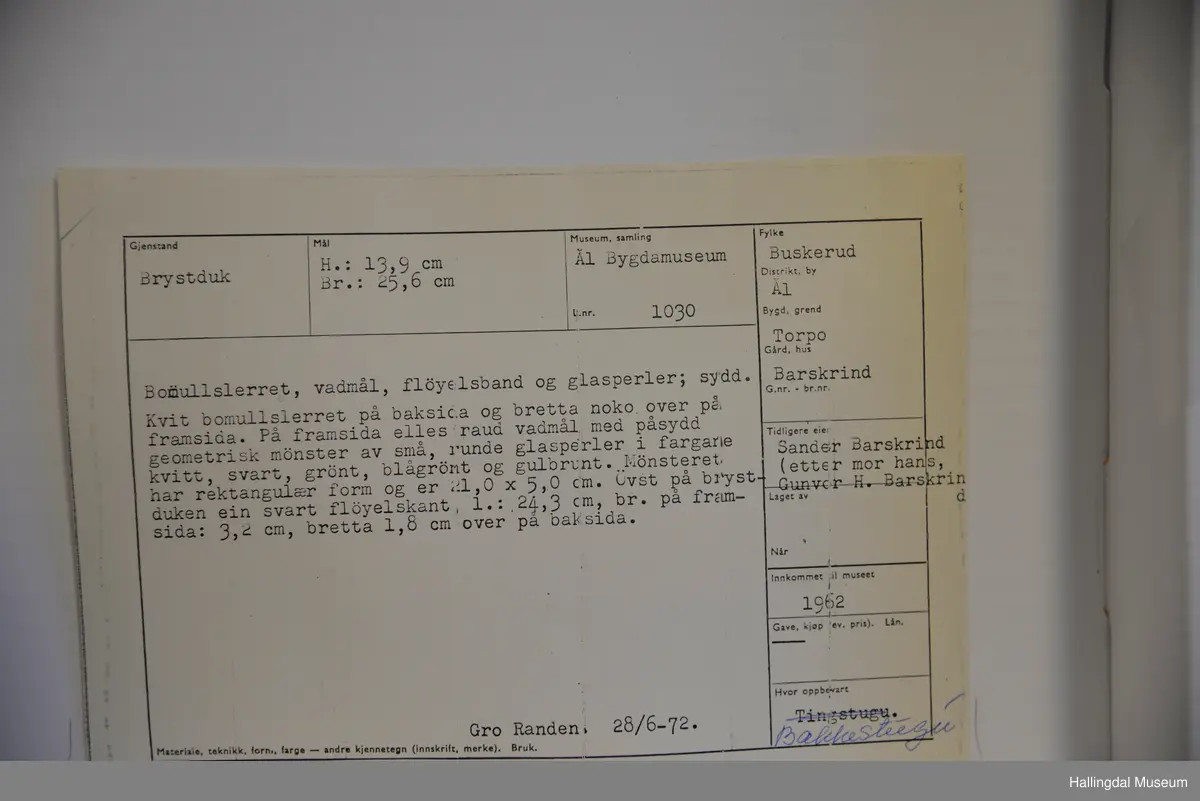 Gjenstand
Brystduk
Mål
H.: 13,9 cm
Br.: 25,6 cm
Museum, samling
Ål Bygdamuseum
U.nr. 1030
Fylke
Buskerud
Distrikt, by
Ål
Bygd, grend
Torpo
Gård, hus
Barskrind
G.nr. - br.nr.
Bomullslerret, vadmål, flöyelsband og glasperler; sydd.
Kvit bomullslerret på baksida og bretta noko over på
framsida. På framsida elles raud vadmål med påsydd
geometrisk mönster av små, runde glasperler i fargane
kvitt, svart, grönt, blågrönt og gulbrunt. Mönsteret
har rektangulær form og er 21,0 x 5,0 cm. Övst på bryst-
duken ein svart flöyelskant, l.: 24,3 cm, br. på fram-
sida: 3,2 cm, bretta 1,8 cm over på baksida.
Gro Randen. 28/6-72.
Materiale, teknikk, form, farge — andre kjennetegn (innskrift, merke). Bruk.
Tidligere eier
Sander Barskrind
(etter mor hans,
Gunvor H. Barskrin
d
Laget av
Når
Innkommet til museet
1962
Gave, kjøp (ev. pris). Lån.
Hvor oppbevart
Tingstugu.
Bakkestugu
Hallingdal Museum